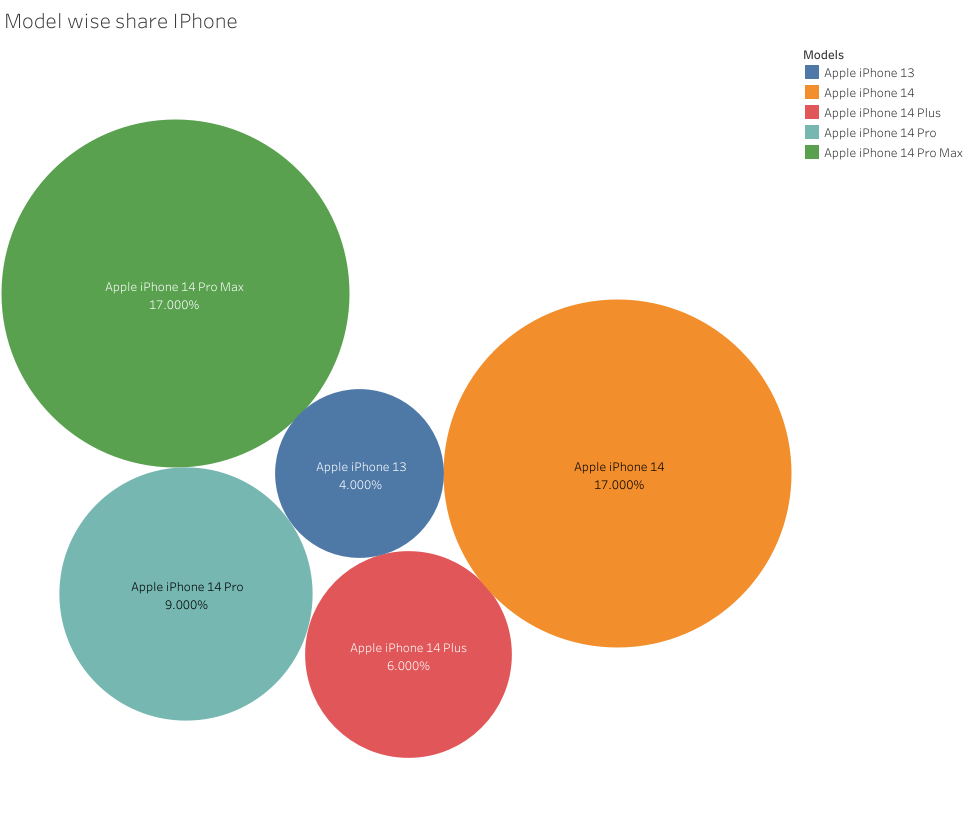 Model wise share IPhone
Models
Apple iPhone 13
Apple iPhone 14
Apple iPhone 14 Plus
Apple iPhone 14 Pro
Apple iPhone 14 Pro Max
Apple iPhone 14 Pro Max
17.000%
Apple iPhone 13
4.000%
Apple iPhone 14
17.000%
Apple iPhone 14 Pro
9.000%
Apple iPhone 14 Plus
6.000%